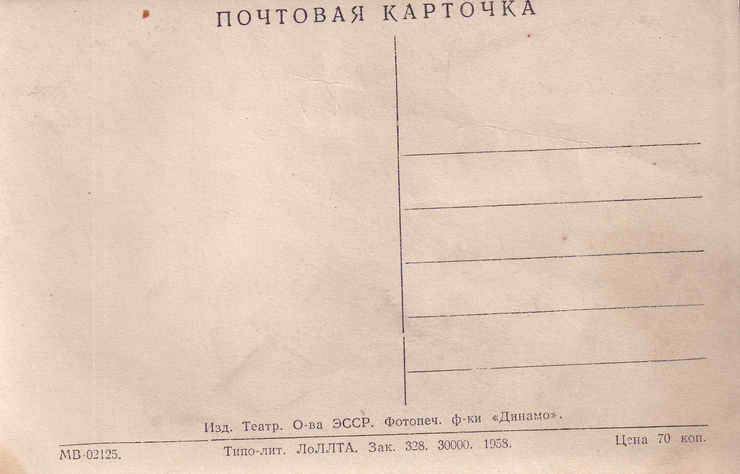 ПОЧТОВАЯ КАРТОЧКА
Изд. Театр. О-ва ЭССР. Фотопеч. ф-ки «Динамо».
МВ-02125. Типо-лит. ЛоЛЛТА. Зак. 328. 30000. 1958. Цена 70 коп.